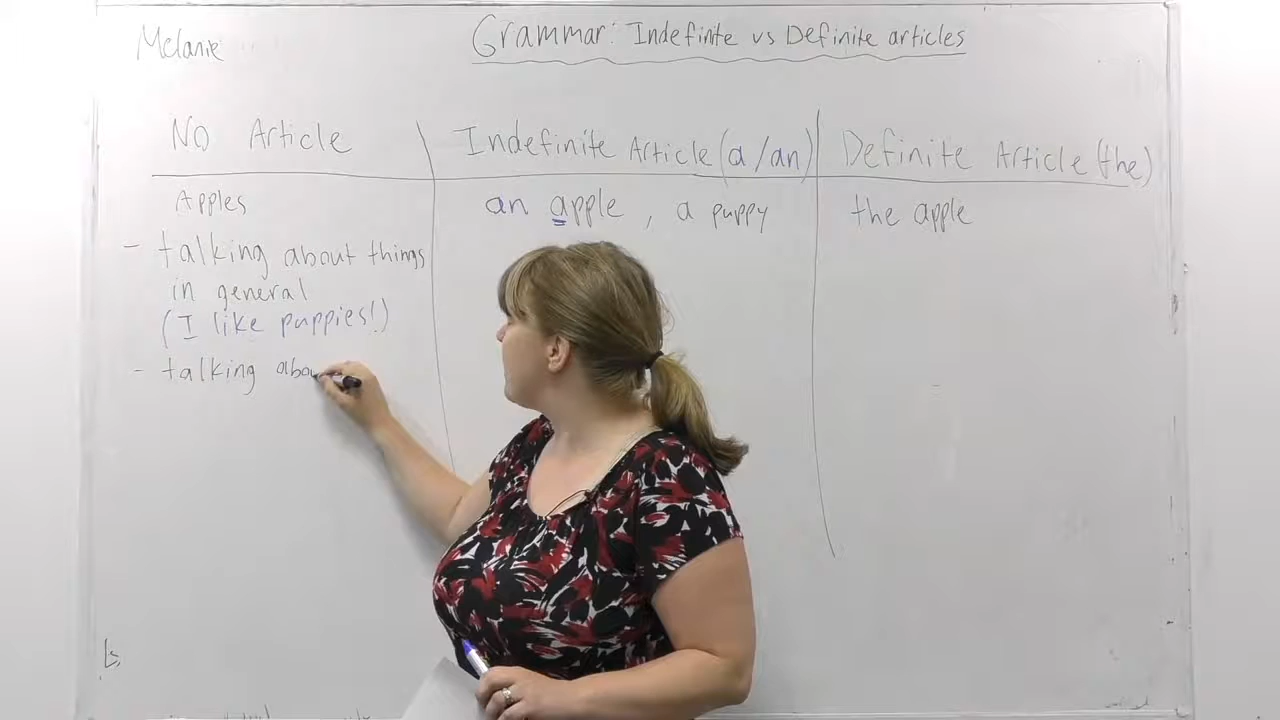 Melanie
Grammar: Indefinite vs Definite articles
No Article
Indefinite Article (a/an)
Definite Article (the)
Apples
an apple, a puppy
the apple
- talking about things
in general
(I like puppies!)
- talking abou